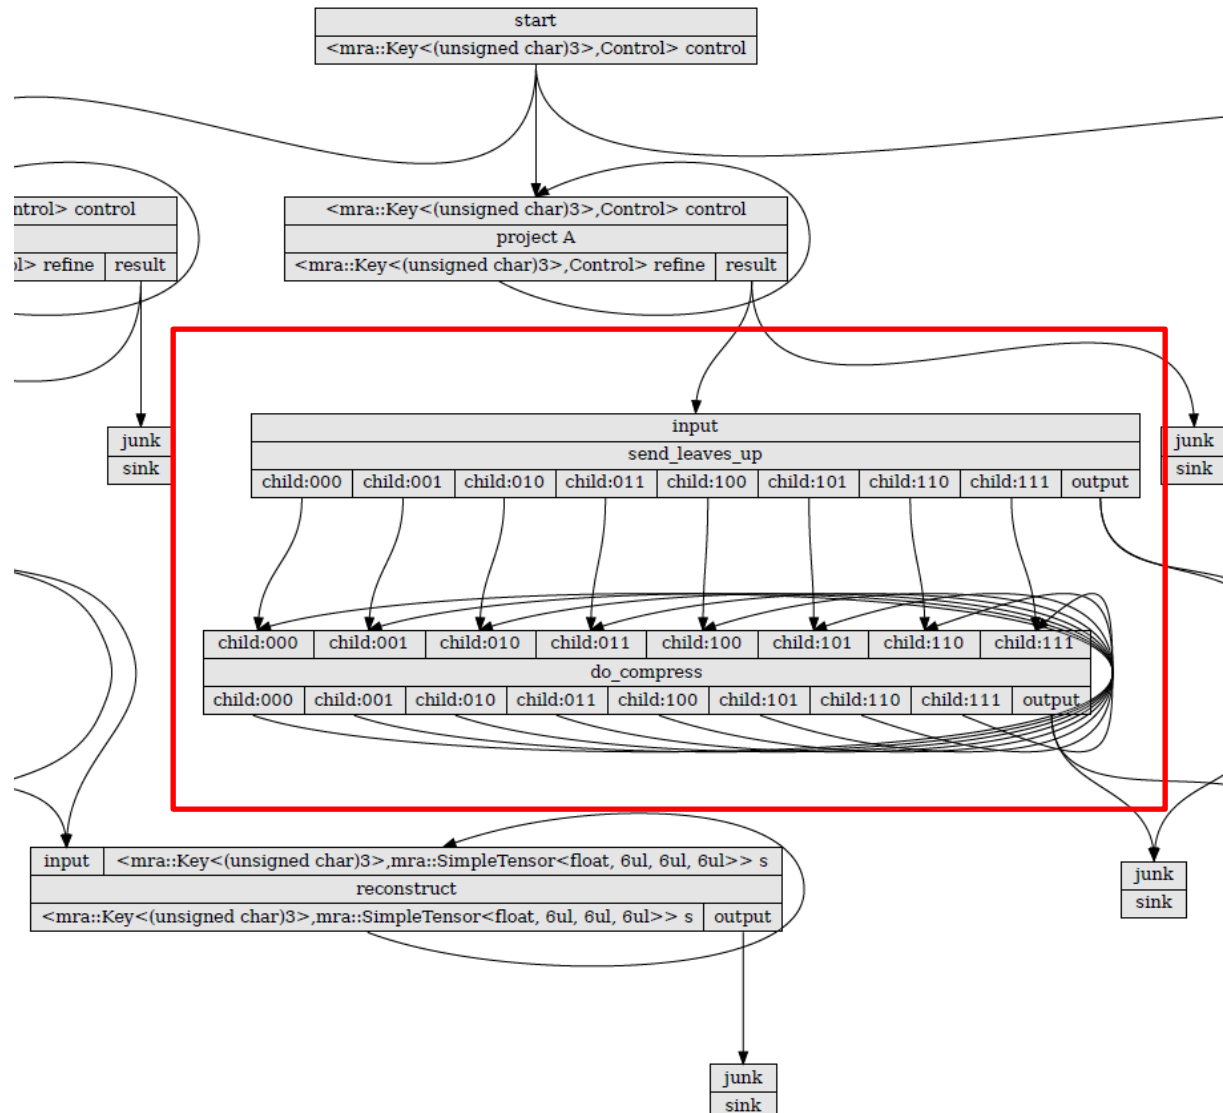 start
<mra::Key<(unsigned char)3>,Control> control
ntrol> control
<mra::Key<(unsigned char)3>,Control> control
project A
ol> refine result
<mra::Key<(unsigned char)3>,Control> refine result
input
junk
send_leaves_up
junk
sink
child:000 child:001 child:010 child:011 child:100 child:101 child:110 child:111 output
sink
child:000 child:001 child:010 child:011 child:100 child:101 child:110 child:111
do_compress
child:000 child:001 child:010 child:011 child:100 child:101 child:110 child:111 output
input <mra::Key<(unsigned char)3>,mra::SimpleTensor<float, 6ul, 6ul, 6ul>> s
reconstruct
<mra::Key<(unsigned char)3>,mra::SimpleTensor<float, 6ul, 6ul, 6ul>> s output
junk
sink
junk
sink